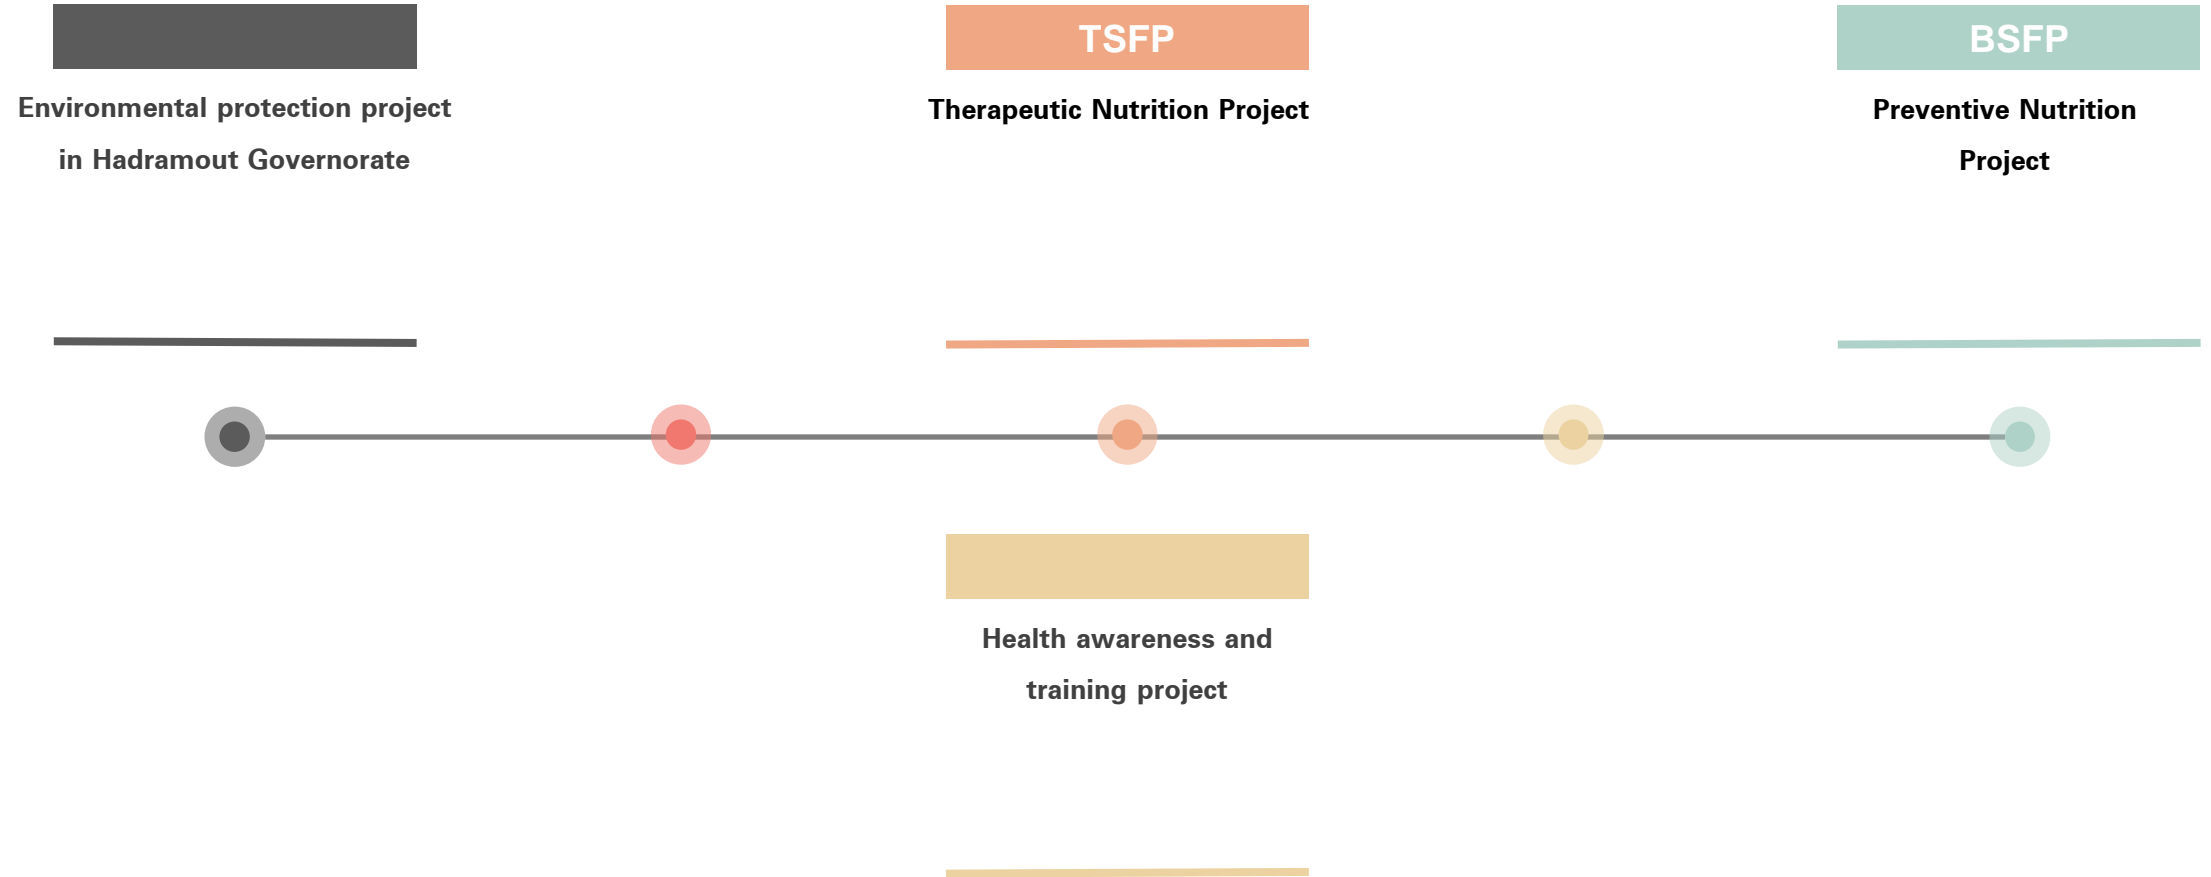 Environmental protection project
in Hadramout Governorate
TSFP
Therapeutic Nutrition Project
BSFP
Preventive Nutrition
Project
Health awareness and
training project